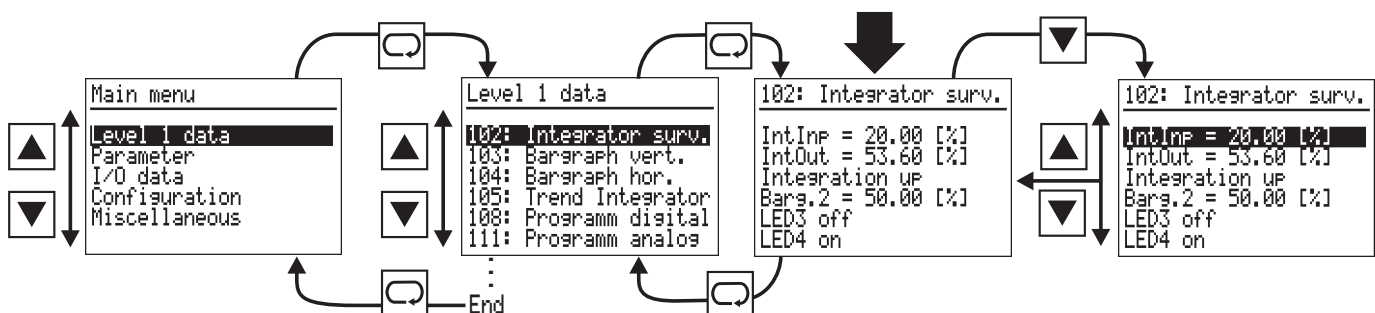 Main menu
Level 1 data
Parameter
I/O data
Configuration
Miscellaneous
Level 1 data
102: Integrator surv.
103: Bargraph vert.
104: Bargraph hor.
105: Trend Integrator
108: Programm digital
111: Programm analog
End
102: Integrator surv.
IntInp = 20.00 [%]
IntOut = 53.60 [%]
Integration up
Barg.2 = 50.00 [%]
LED3 off
LED4 on
102: Integrator surv.
IntInp = 20.00 [%]
IntOut = 53.60 [%]
Integration up
Barg.2 = 50.00 [%]
LED3 off
LED4 on